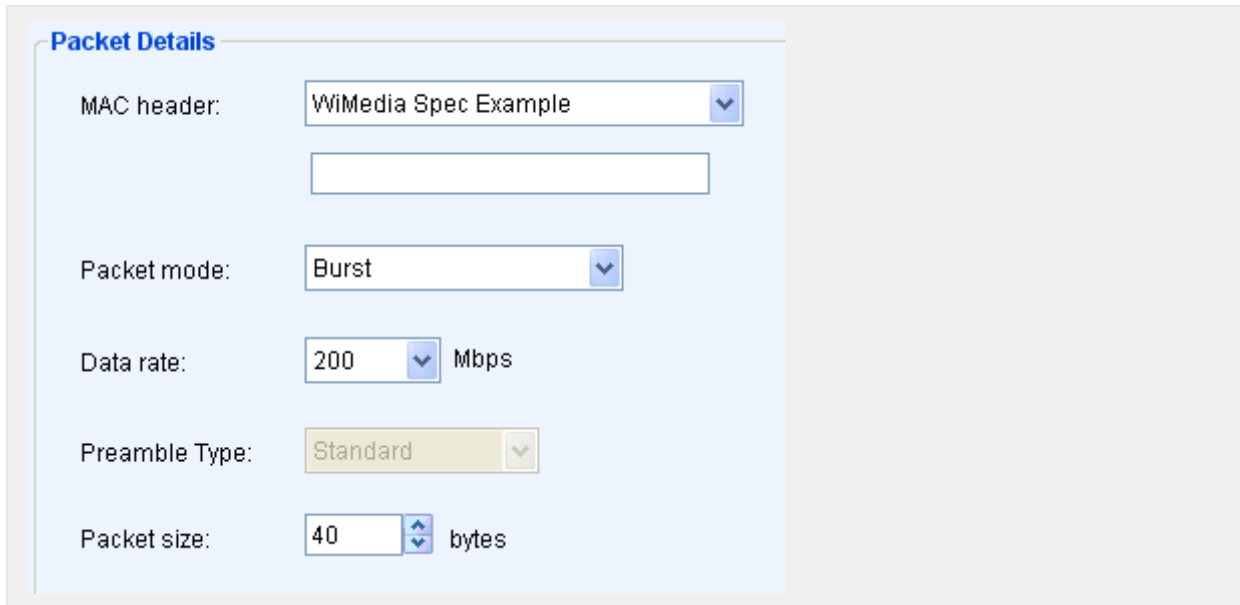 Packet Details
MAC header: WiMedia Spec Example
Packet mode: Burst
Data rate: 200 Mbps
Preamble Type: Standard
Packet size: 40 bytes